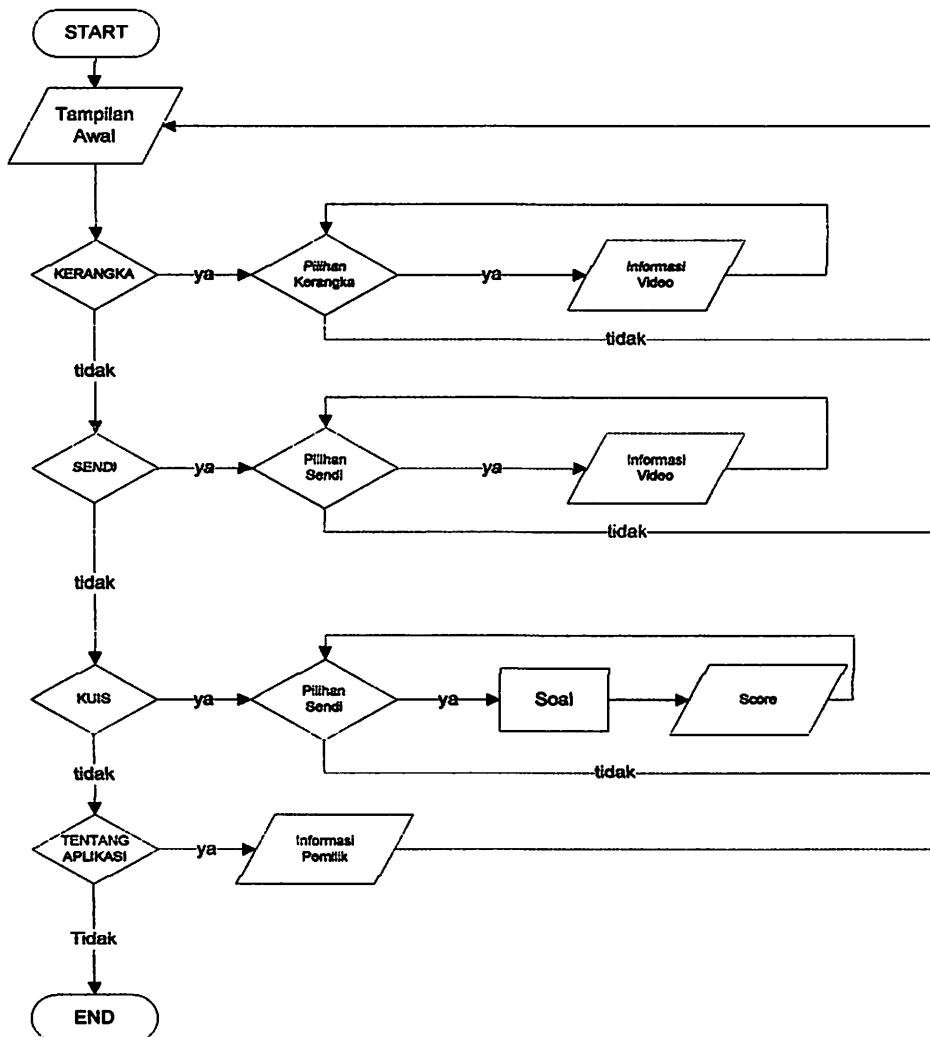 START
Tampilan
Awal
KERANGKA
ya
Pilihan
Kerangka
ya
Informasi
Video
tidak
tidak
SENDI
ya
Pilihan
Sendi
ya
Informasi
Video
tidak
tidak
KUIS
ya
Pilihan
Sendi
ya
Soal
Score
tidak
tidak
TENTANG
APLIKASI
ya
Informasi
Pemilik
Tidak
END